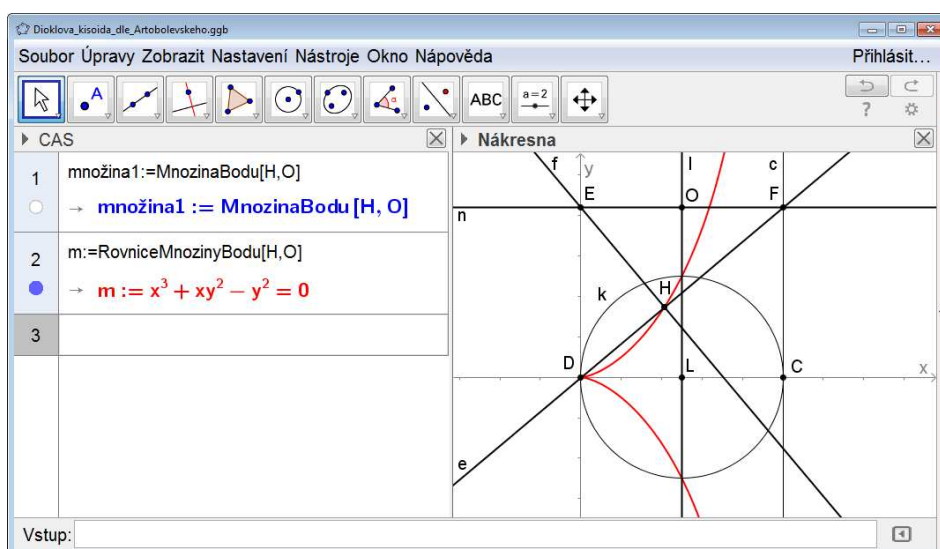 Dioklova_kisoida_dle_Artobolevskeho.ggb
Soubor Úpravy Zobrazit Nastavení Nástroje Okno Nápověda Přihlásit...
A α ABC a=2 ?
CAS
Nákresna
1 množina1:=MnozinaBodu[H,O]
→ množina1 := MnozinaBodu[H, O]
2 m:=RovniceMnozinyBodu[H,O]
→ m := x³ + xy² − y² = 0
3
f y l c
E O F
n
k H
D L C x
e
Vstup: